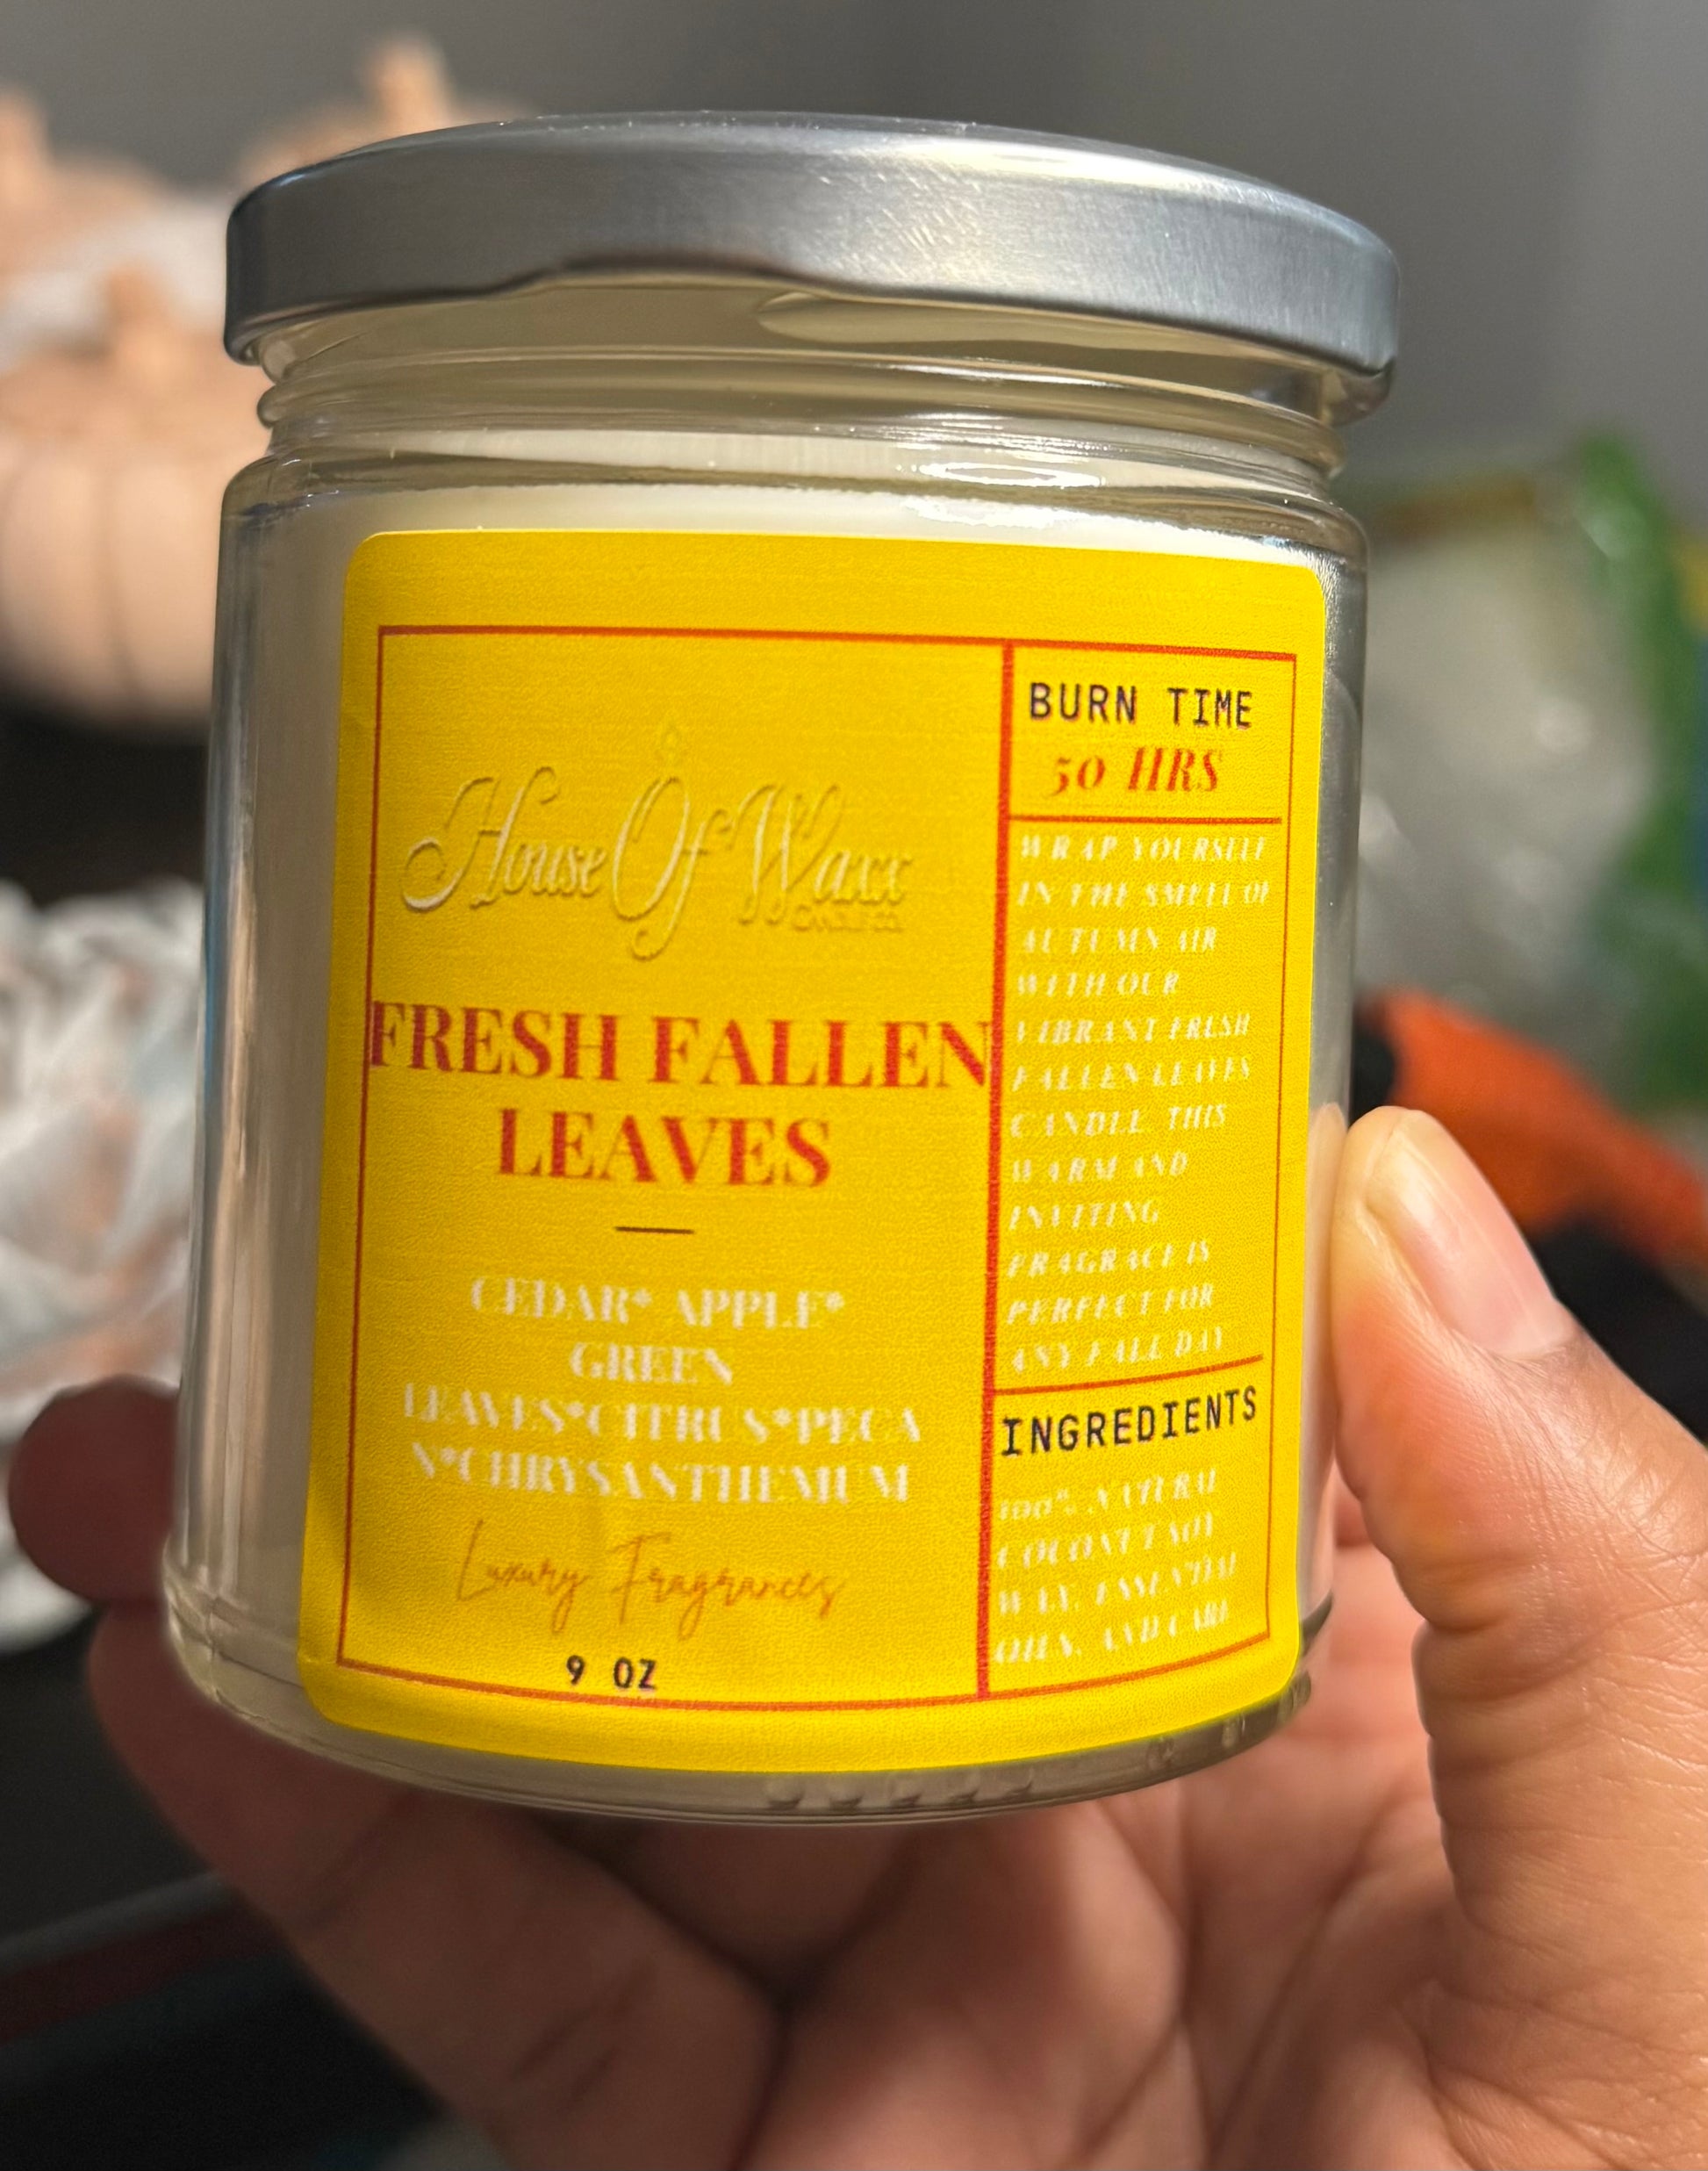 House Of Waxx
CANDLE CO.
FRESH FALLEN
LEAVES
CEDAR* APPLE*
GREEN
LEAVES*CITRUS*PECA
N*CHRYSANTHEMUM
Luxury Fragrances
9 OZ
BURN TIME
50 HRS
WRAP YOURSELF
IN THE SMELL OF
AUTUMN AIR
WITH OUR
VIBRANT FRESH
FALLEN LEAVES
CANDLE. THIS
WARM AND
INVITING
FRAGRACE IS
PERFECT FOR
ANY FALL DAY
INGREDIENTS
100% NATURAL
COCONUT SOY
WAX, ESSENTIAL
OILS, AND CARE